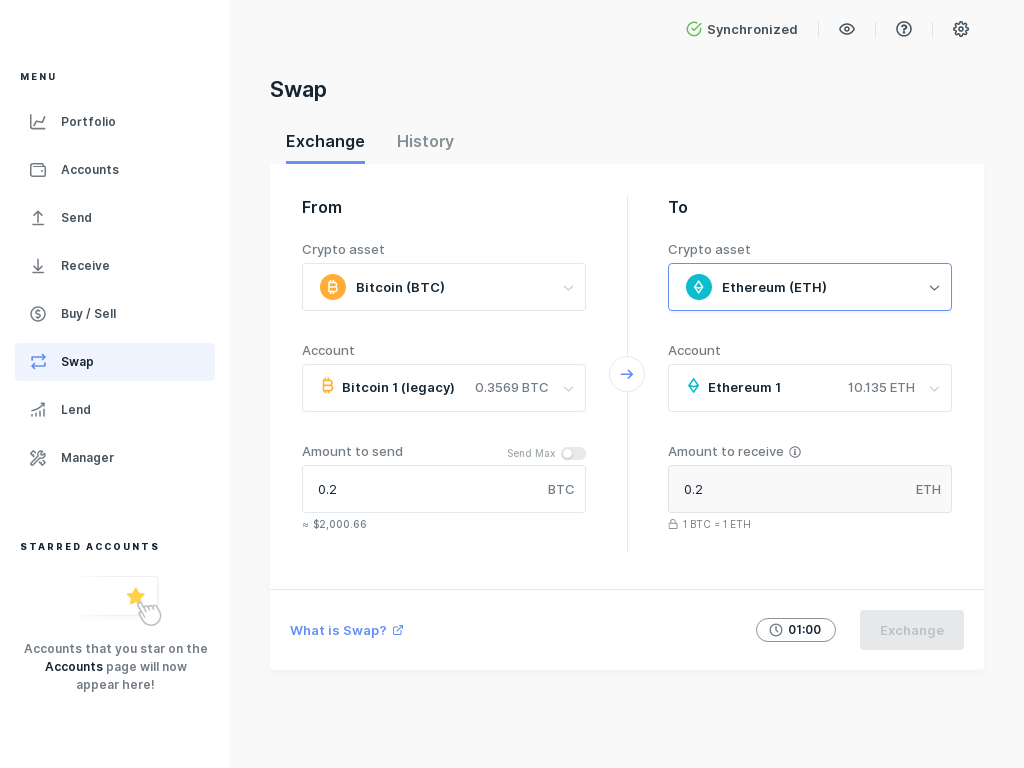 Synchronized
MENU
Portfolio
Accounts
Send
Receive
Buy / Sell
Swap
Lend
Manager
STARRED ACCOUNTS
Accounts that you star on the
Accounts page will now
appear here!
Swap
Exchange History
From
Crypto asset
Bitcoin (BTC)
Account
Bitcoin 1 (legacy) 0.3569 BTC
Amount to send Send Max
0.2 BTC
≈ $2,000.66
To
Crypto asset
Ethereum (ETH)
Account
Ethereum 1 10.135 ETH
Amount to receive
0.2 ETH
1 BTC = 1 ETH
What is Swap? 01:00 Exchange